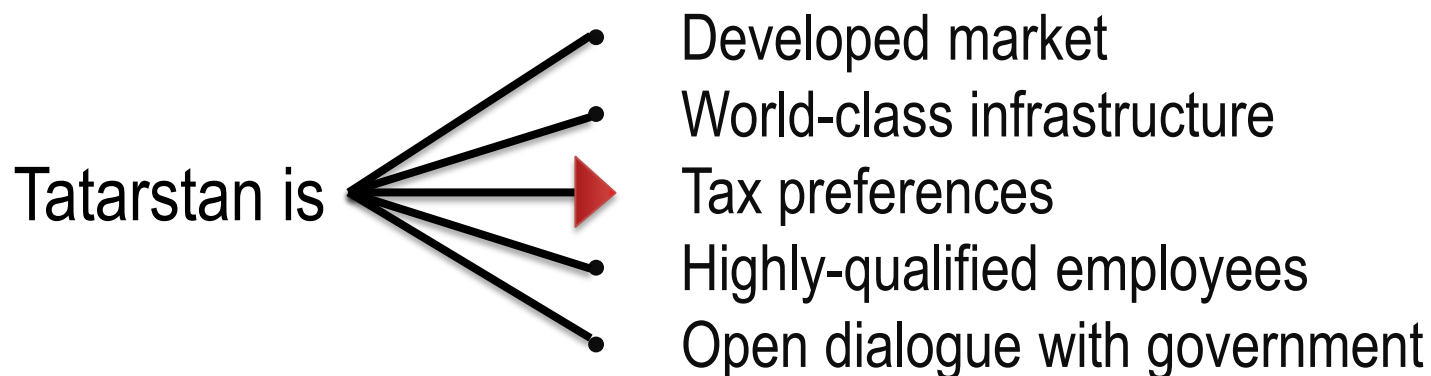 Developed market
World-class infrastructure
Tatarstan is
Tax preferences
Highly-qualified employees
Open dialogue with government